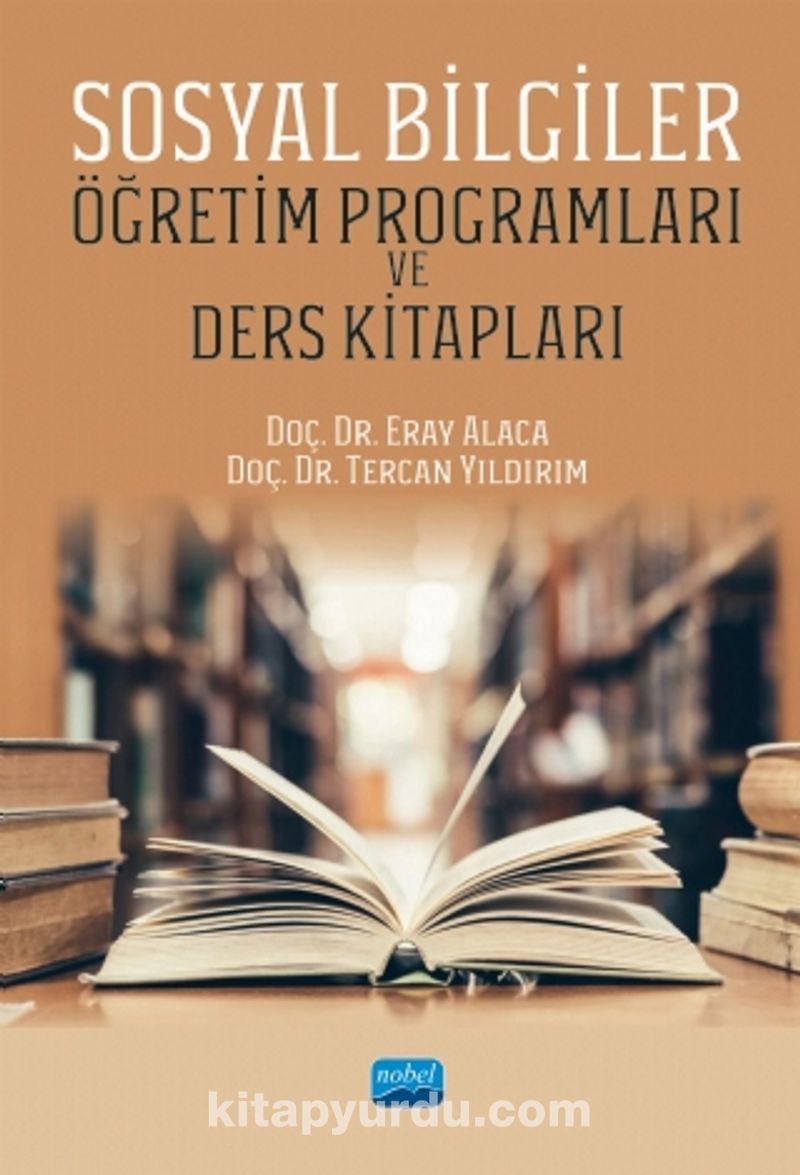 SOSYAL BİLGİLER
ÖĞRETİM PROGRAMLARI
VE
DERS KİTAPLARI
DOÇ. DR. ERAY ALACA
DOÇ. DR. TERCAN YILDIRIM
nobel
kitapyurdu.com